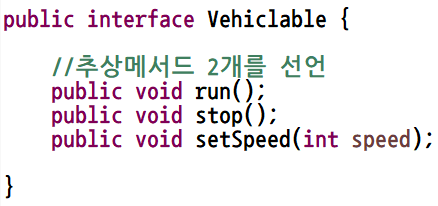 public interface Vehiclable {
//추상메서드 2개를 선언
public void run();
public void stop();
public void setSpeed(int speed);
}